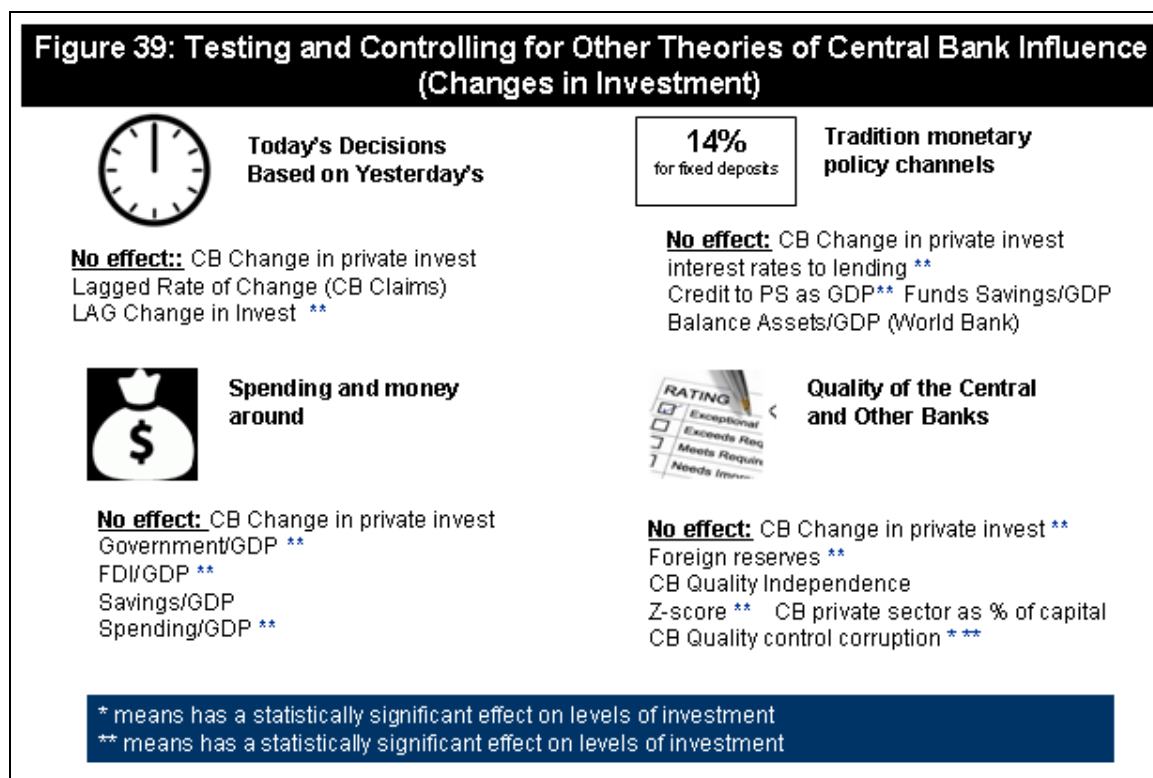 Figure 39: Testing and Controlling for Other Theories of Central Bank Influence
(Changes in Investment)
Today's Decisions
Based on Yesterday's
No effect:: CB Change in private invest
Lagged Rate of Change (CB Claims)
LAG Change in Invest **
14%
for fixed deposits
Tradition monetary
policy channels
No effect: CB Change in private invest
interest rates to lending **
Credit to PS as GDP** Funds Savings/GDP
Balance Assets/GDP (World Bank)
$
Spending and money
around
No effect: CB Change in private invest
Government/GDP **
FDI/GDP **
Savings/GDP
Spending/GDP **
RATING
Exceptional
Exceeds Req
Meets Requir
Needs Impro
Quality of the Central
and Other Banks
No effect: CB Change in private invest **
Foreign reserves **
CB Quality Independence
Z-score ** CB private sector as % of capital
CB Quality control corruption * **
* means has a statistically significant effect on levels of investment
** means has a statistically significant effect on levels of investment